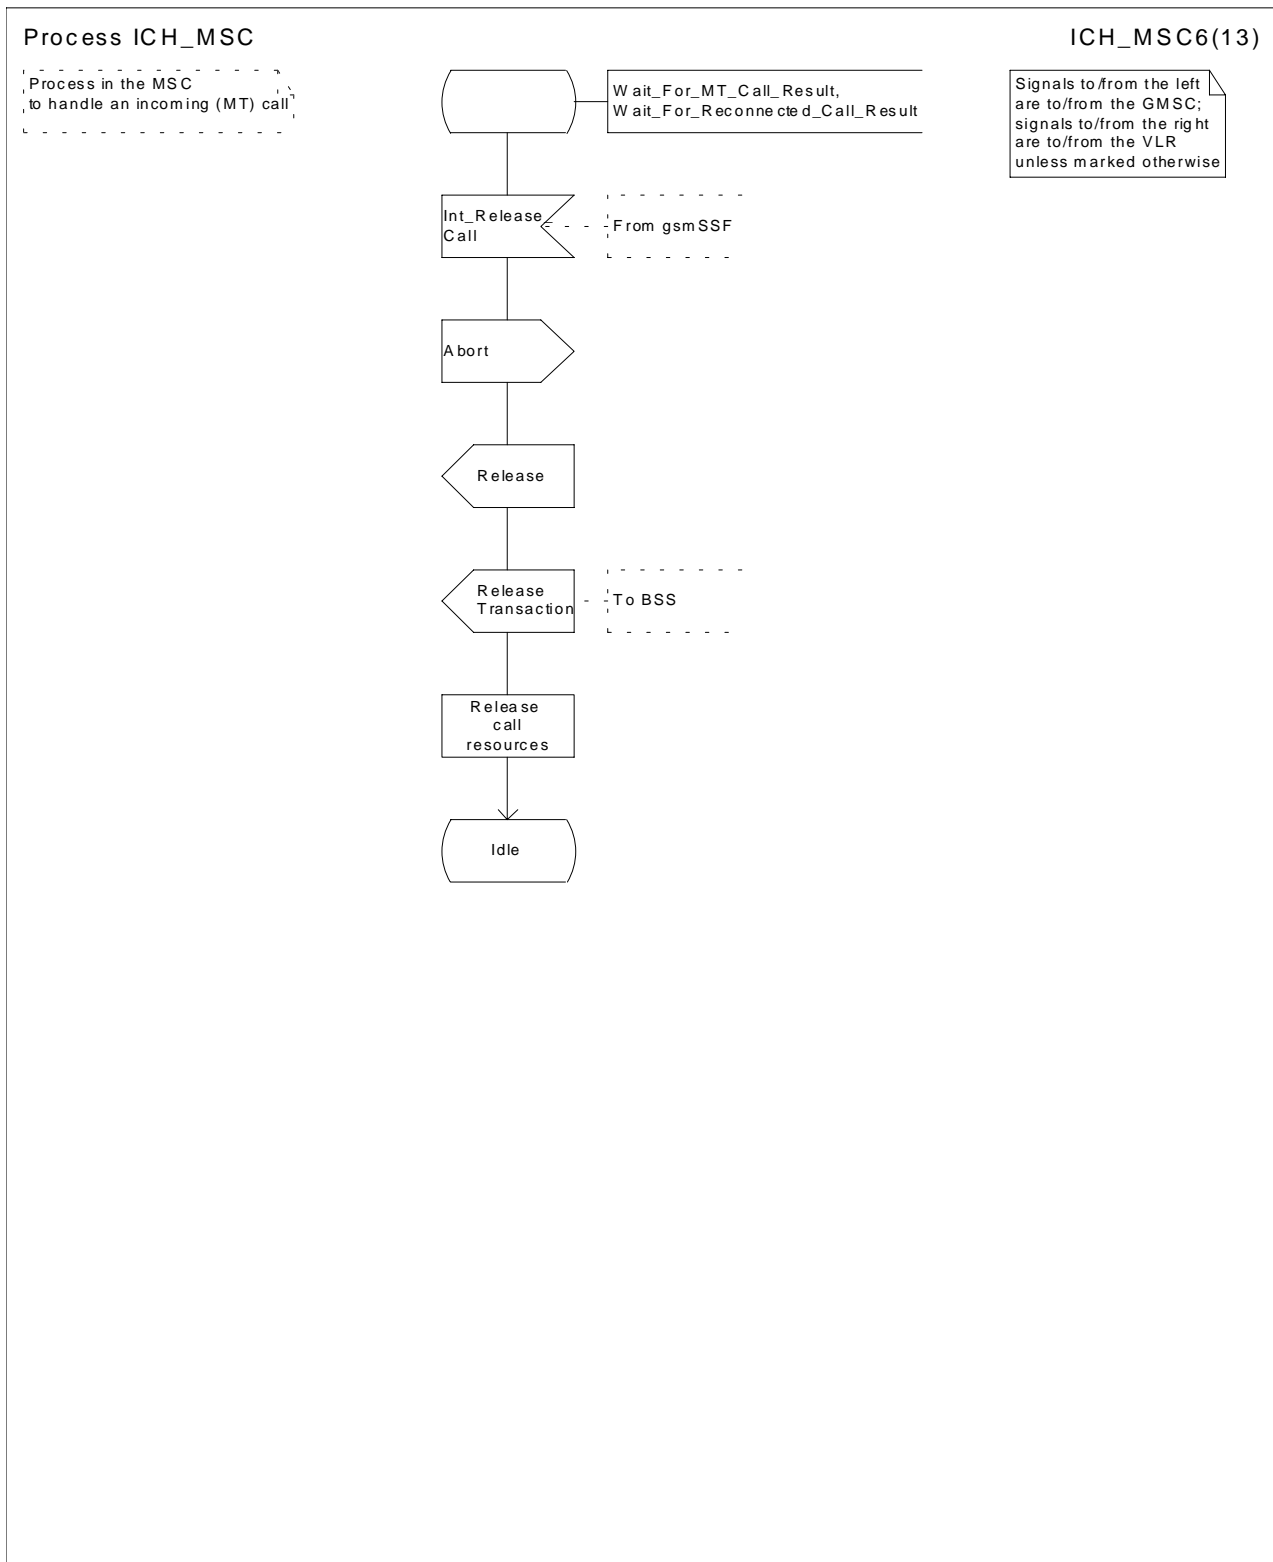 Process ICH_MSC
ICH_MSC6(13)
Process in the MSC
to handle an incoming (MT) call
Wait_For_MT_Call_Result,
Wait_For_Reconnected_Call_Result
Signals to/from the left
are to/from the GMSC;
signals to/from the right
are to/from the VLR
unless marked otherwise
Int_Release_
Call
From gsmSSF
Abort
Release
Release
Transaction
To BSS
Release
call
resources
Idle